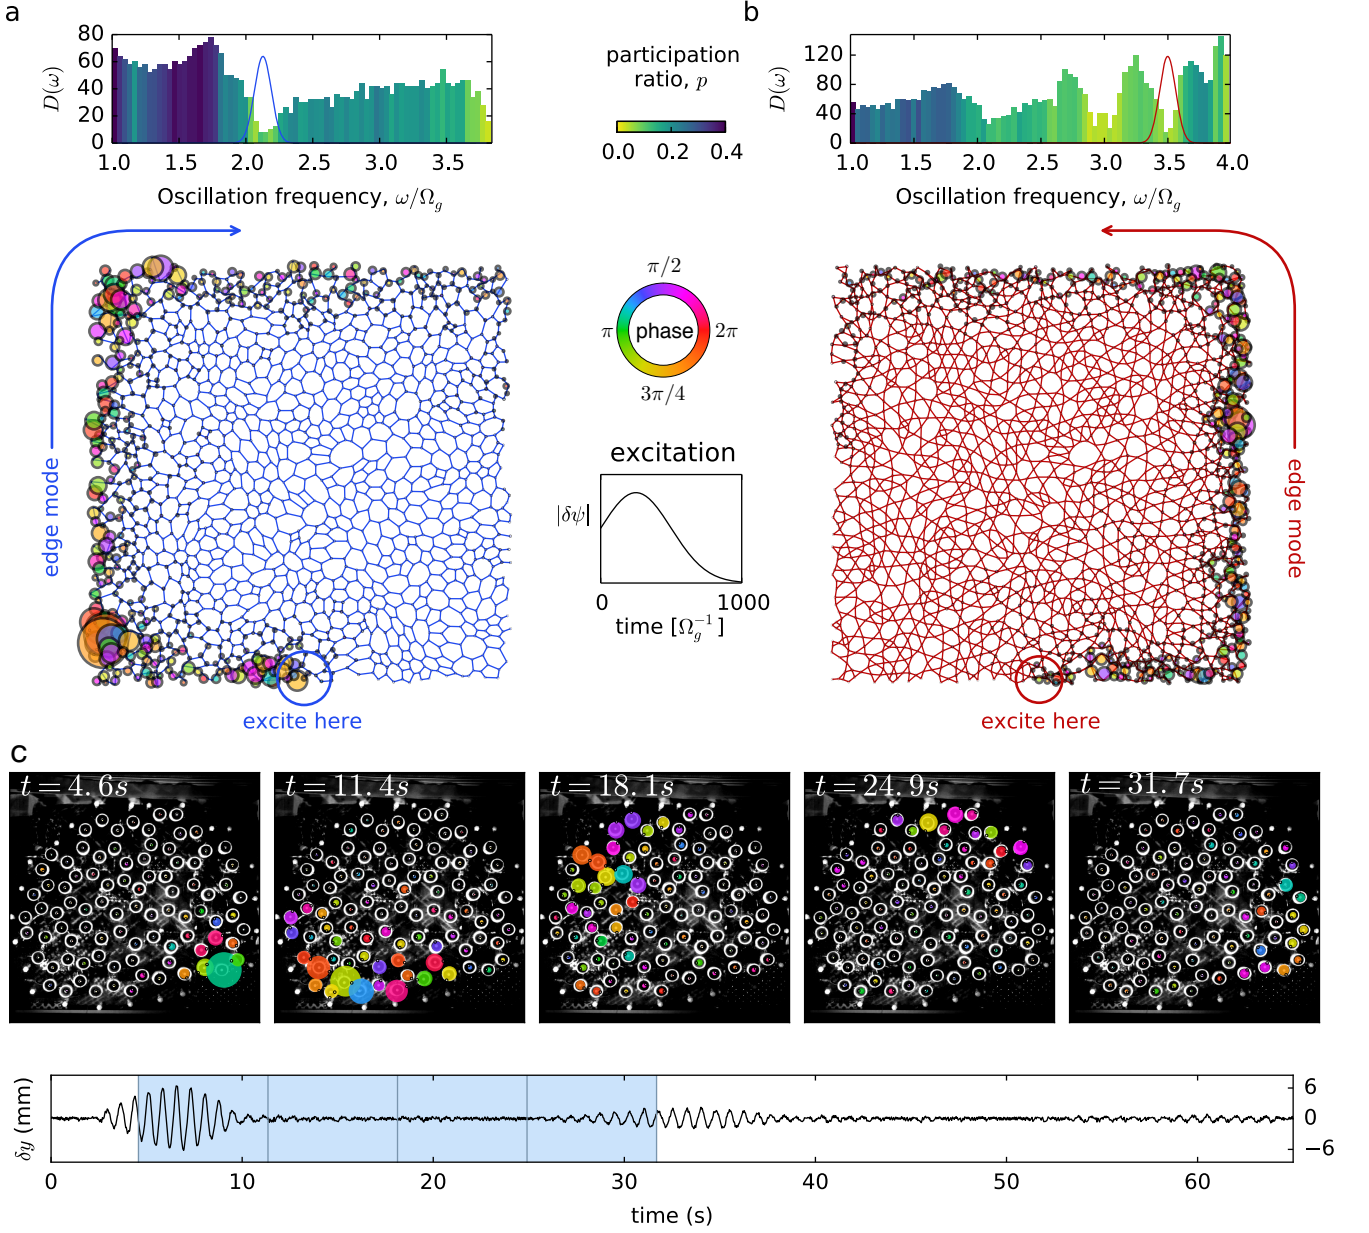 a
80
60
40
20
0
D(ω)
1.0 1.5 2.0 2.5 3.0 3.5
Oscillation frequency, ω/Ω_g
participation
ratio, p
0.0 0.2 0.4
b
120
80
40
0
D(ω)
1.0 1.5 2.0 2.5 3.0 3.5 4.0
Oscillation frequency, ω/Ω_g
edge mode
excite here
π/2
π
phase
2π
3π/4
excitation
|δψ|
0 1000
time [Ω_g^{-1}]
edge mode
excite here
c
t = 4.6s
t = 11.4s
t = 18.1s
t = 24.9s
t = 31.7s
δy (mm)
6
0
−6
0 10 20 30 40 50 60
time (s)